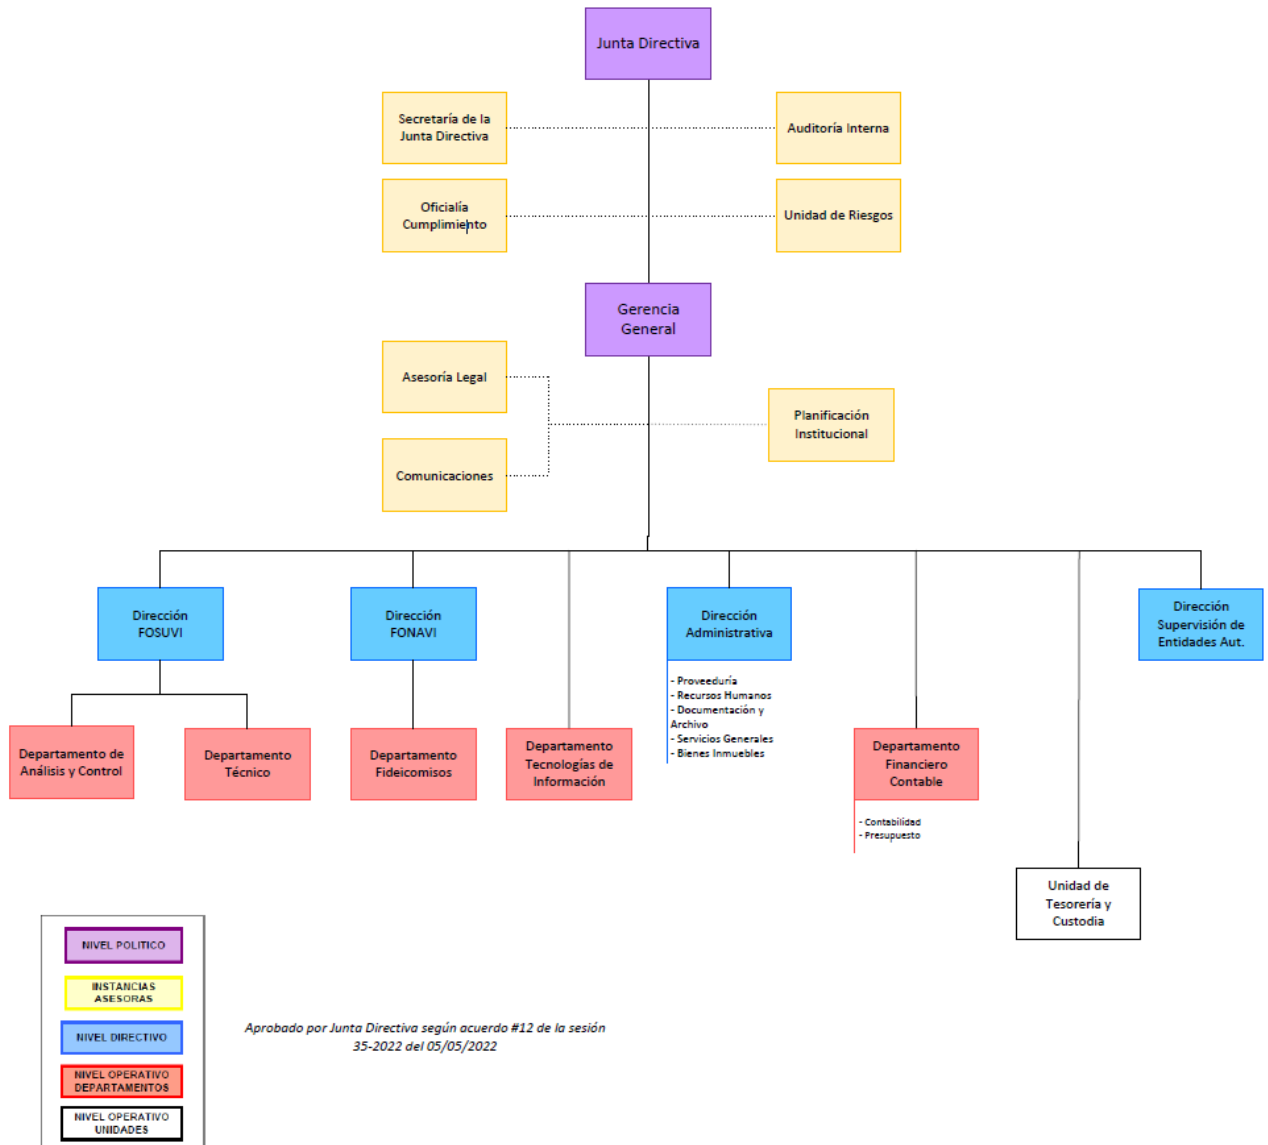 Junta Directiva
Secretaría de la
Junta Directiva
Auditoría Interna
Oficialía
Cumplimiento
Unidad de Riesgos
Gerencia
General
Asesoría Legal
Planificación
Institucional
Comunicaciones
Dirección
FOSUVI
Dirección
FONAVI
Dirección
Administrativa
Dirección
Supervisión de
Entidades Aut.
- Proveeduría
- Recursos Humanos
- Documentación y
Archivo
- Servicios Generales
- Bienes Inmuebles
Departamento de
Análisis y Control
Departamento
Técnico
Departamento
Fideicomisos
Departamento
Tecnologías de
Información
Departamento
Financiero
Contable
- Contabilidad
- Presupuesto
Unidad de
Tesorería y
Custodia
NIVEL POLITICO
INSTANCIAS
ASESORAS
NIVEL DIRECTIVO
NIVEL OPERATIVO
DEPARTAMENTOS
NIVEL OPERATIVO
UNIDADES
Aprobado por Junta Directiva según acuerdo #12 de la sesión
35-2022 del 05/05/2022